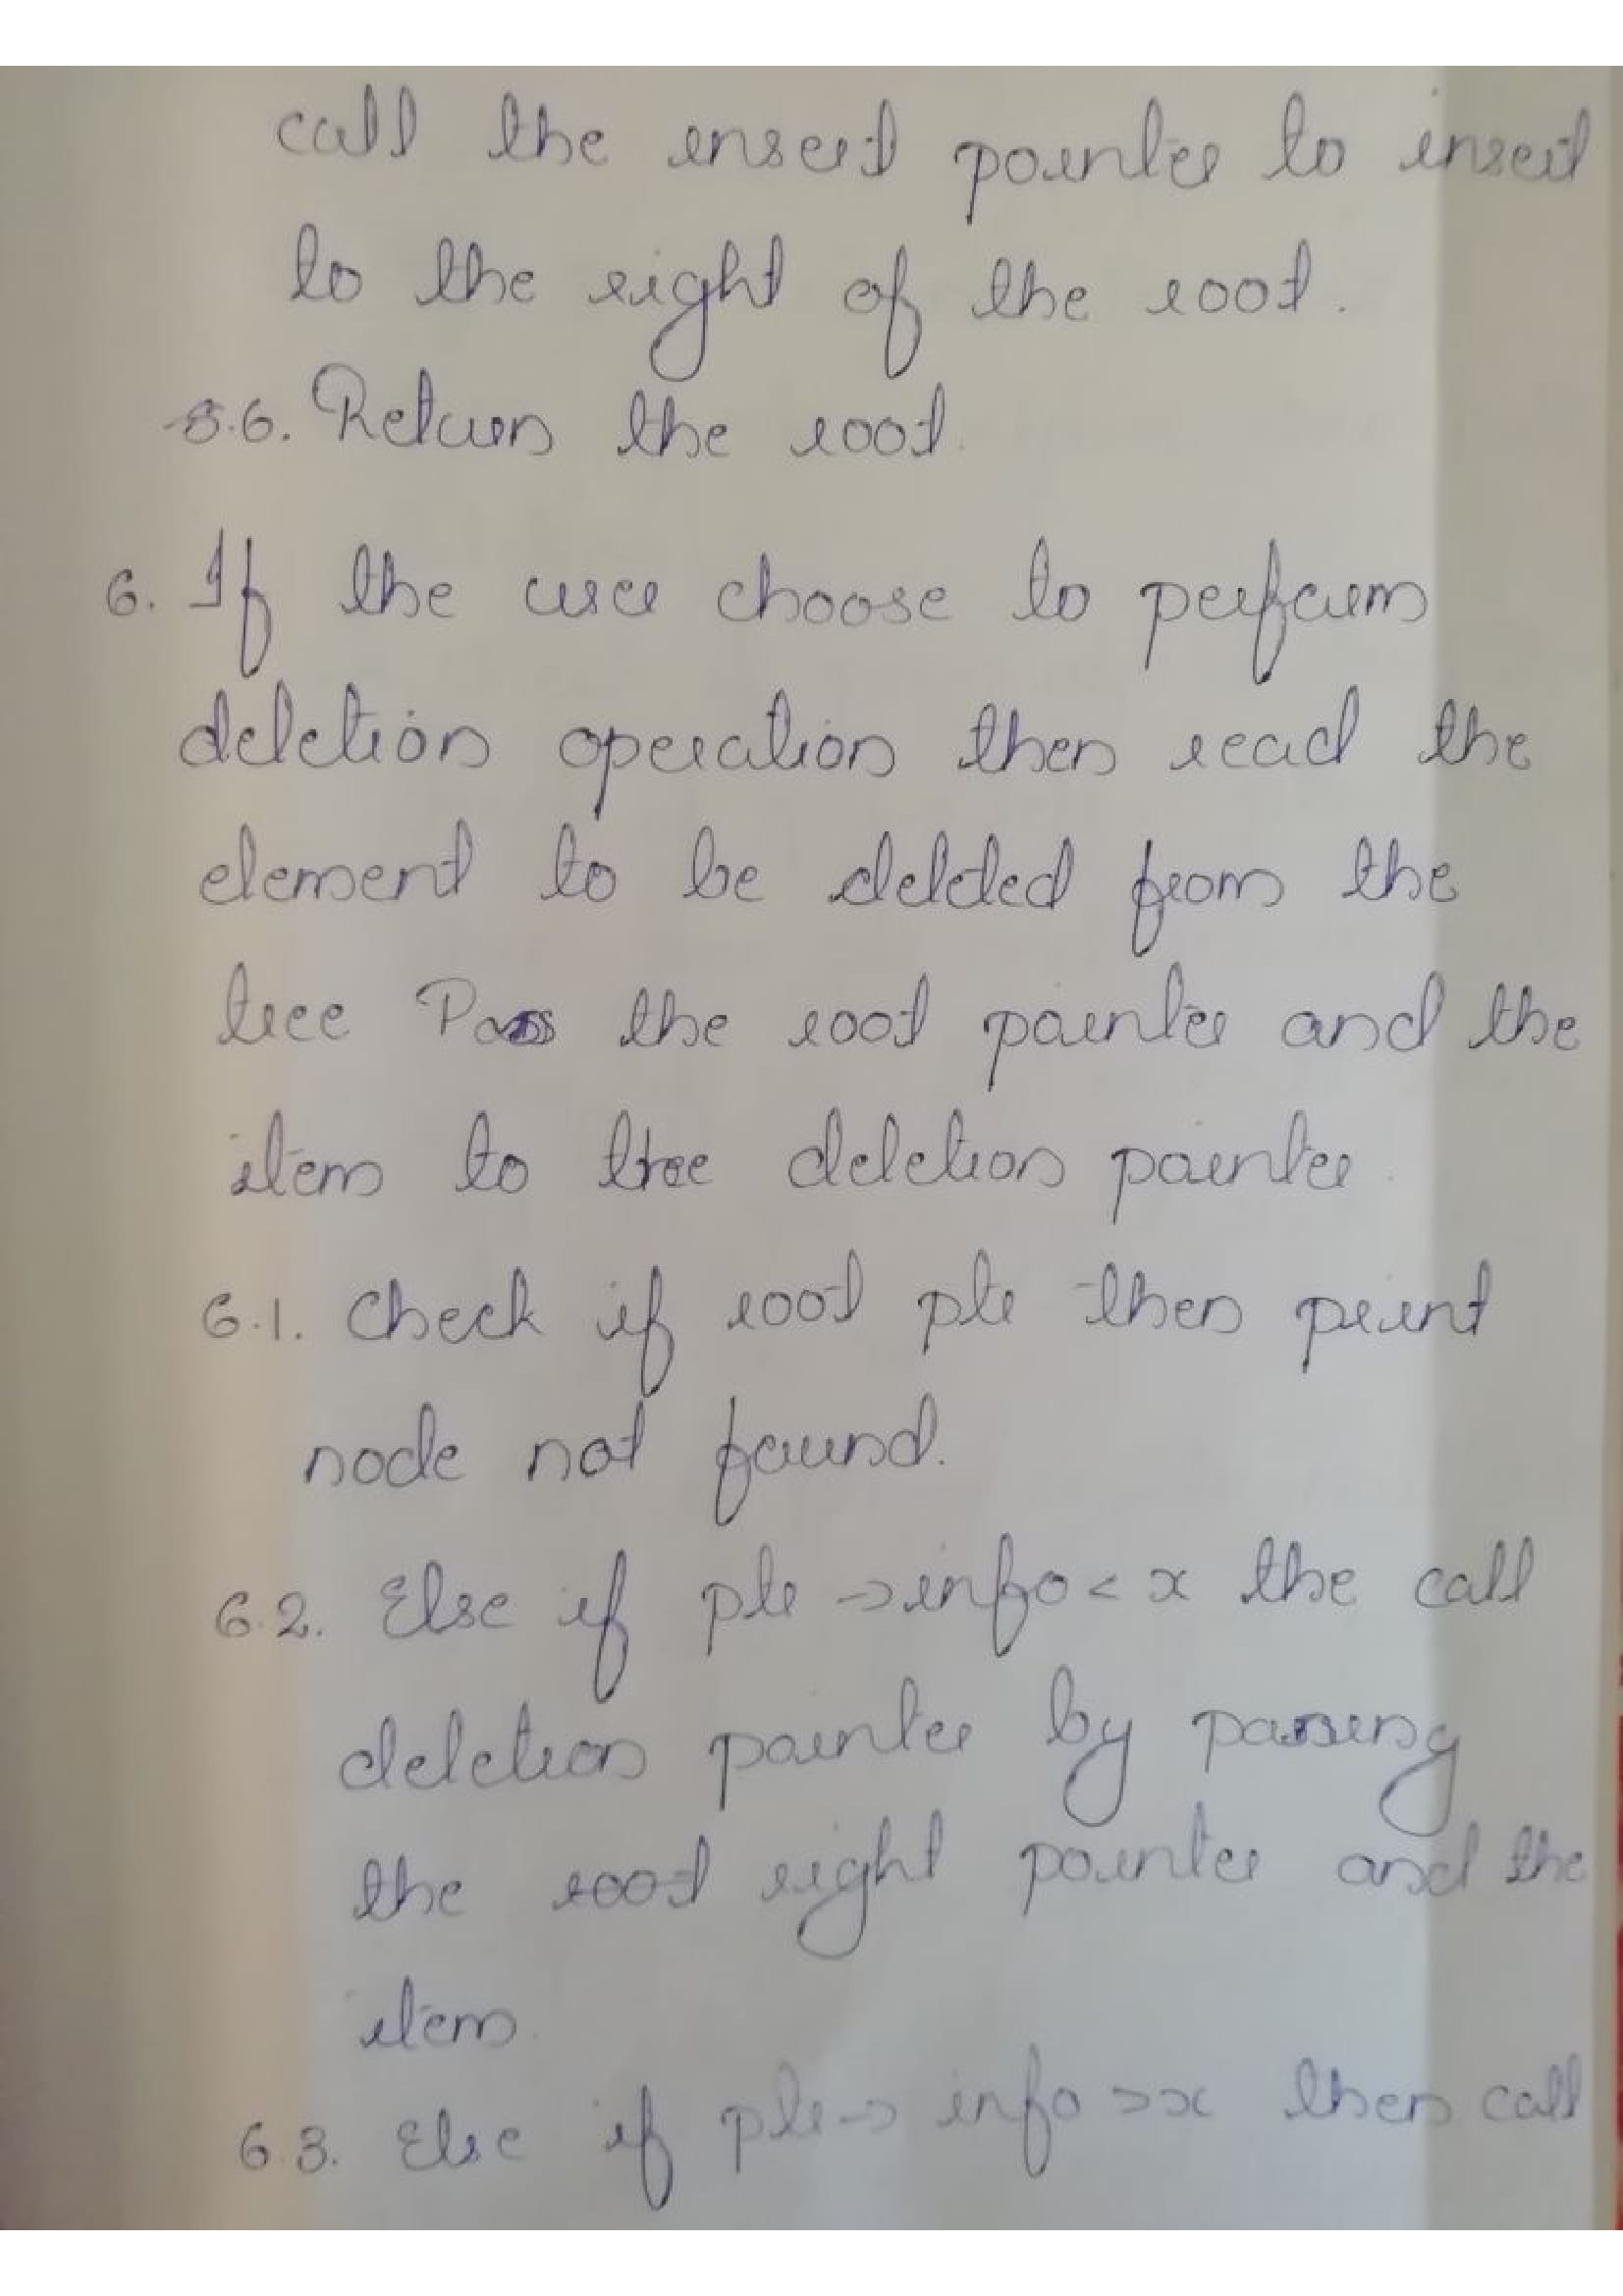 call the insert pointer to insert
to the right of the root.
5.6. Return the root.
6. If the user choose to perform
deletion operation then read the
element to be deleted from the
tree Pass the root pointer and the
item to tree deletion pointer.
6.1. Check if root ptr then print
node not found.
6.2. Else if ptr → info < x the call
deletion pointer by passing
the root right pointer and the
item.
6.3. Else if ptr → info > x then call